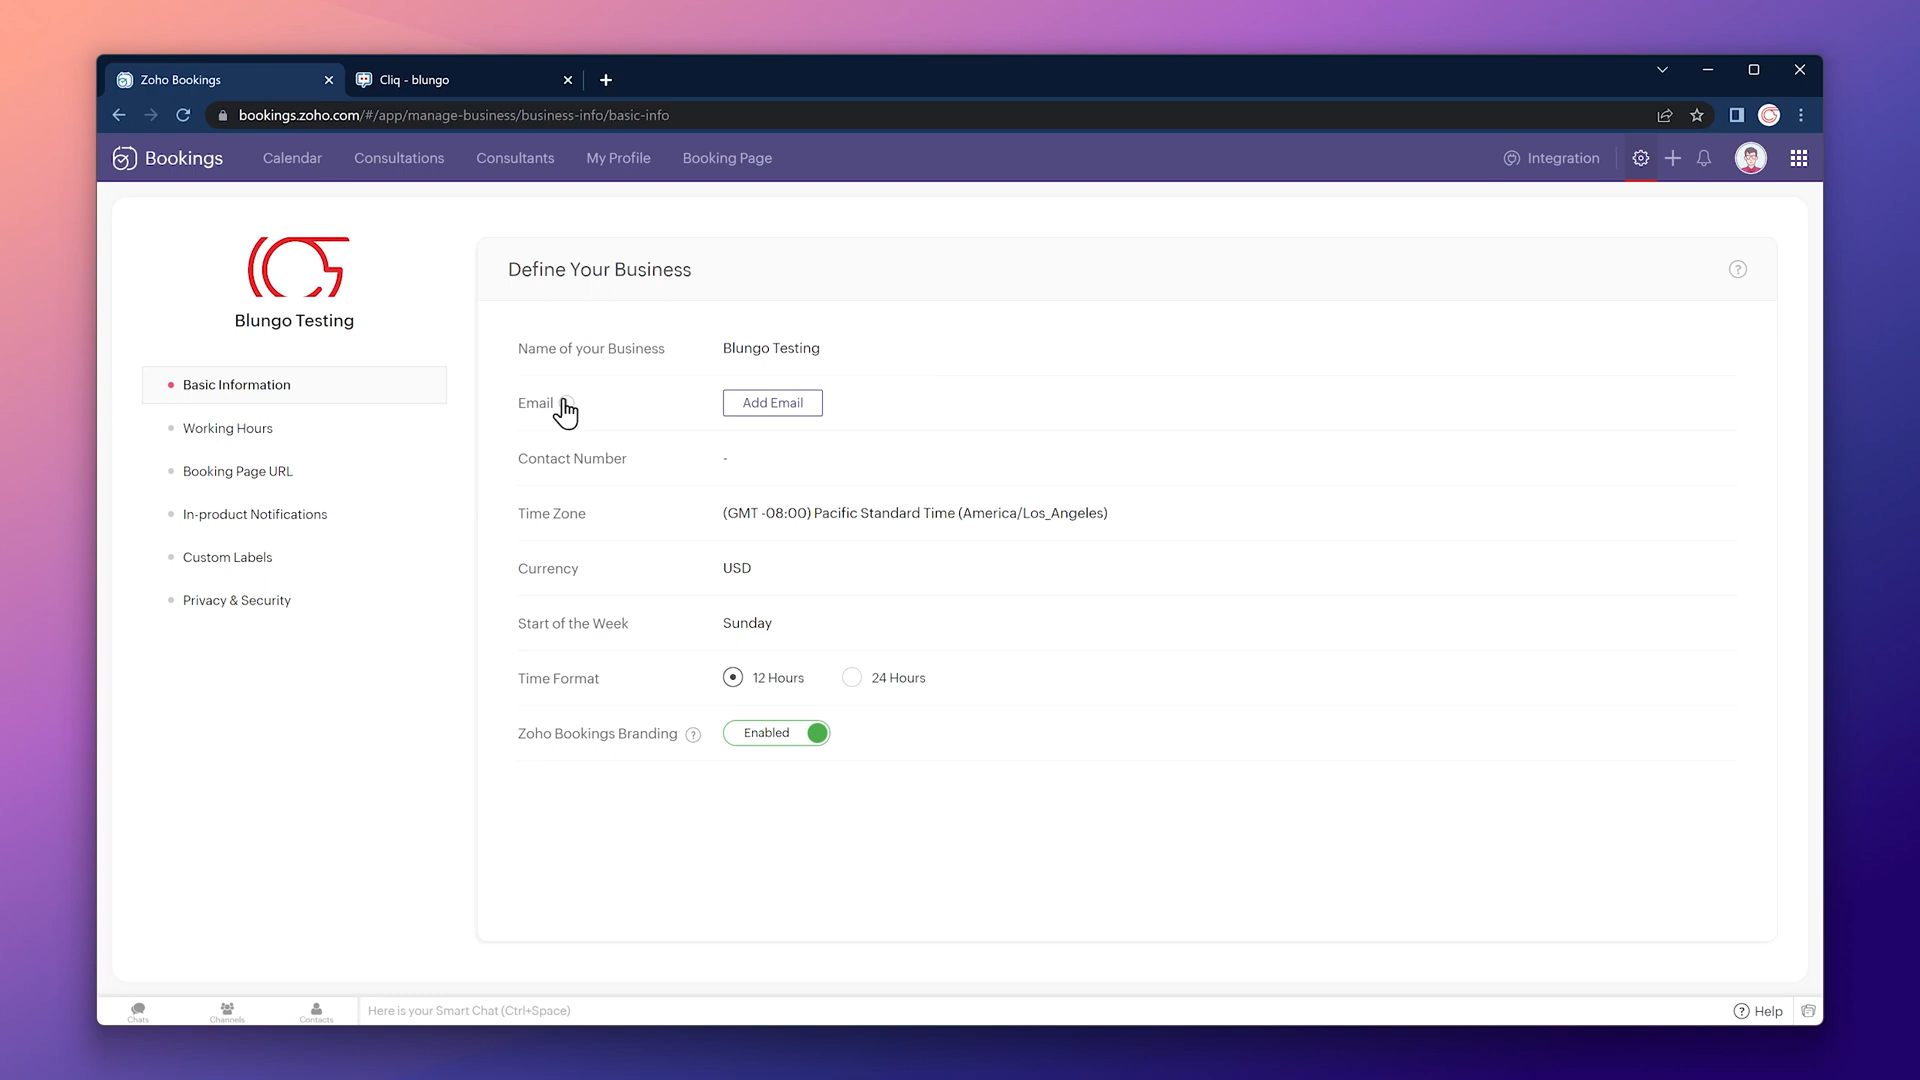 Zoho Bookings
Cliq - blungo
bookings.zoho.com/#/app/manage-business/business-info/basic-info
Bookings
Calendar
Consultations
Consultants
My Profile
Booking Page
Integration
Blungo Testing
Basic Information
Working Hours
Booking Page URL
In-product Notifications
Custom Labels
Privacy & Security
Define Your Business
?
Name of your Business
Blungo Testing
Email
Add Email
Contact Number
-
Time Zone
(GMT -08:00) Pacific Standard Time (America/Los_Angeles)
Currency
USD
Start of the Week
Sunday
Time Format
12 Hours
24 Hours
Zoho Bookings Branding ?
Enabled
Chats
Channels
Contacts
Here is your Smart Chat (Ctrl+Space)
? Help